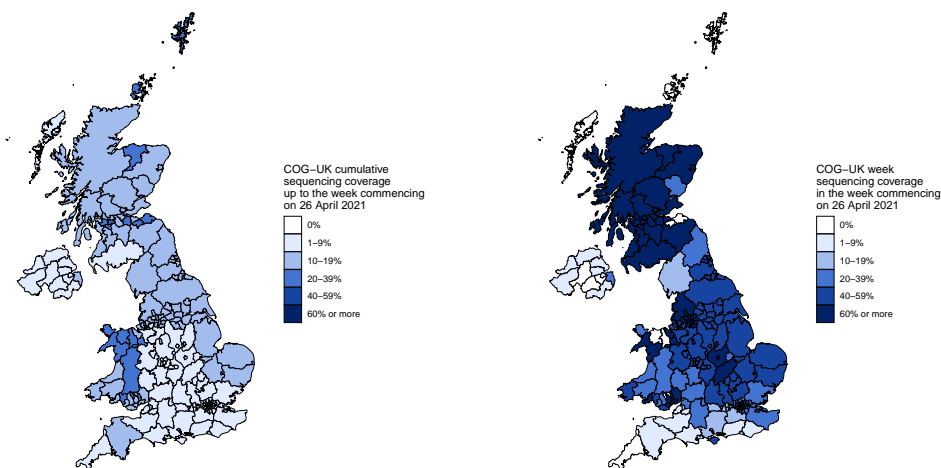 COG−UK cumulative
sequencing coverage
up to the week commencing
on 26 April 2021
0%
1−9%
10−19%
20−39%
40−59%
60% or more
COG−UK week
sequencing coverage
in the week commencing
on 26 April 2021
0%
1−9%
10−19%
20−39%
40−59%
60% or more